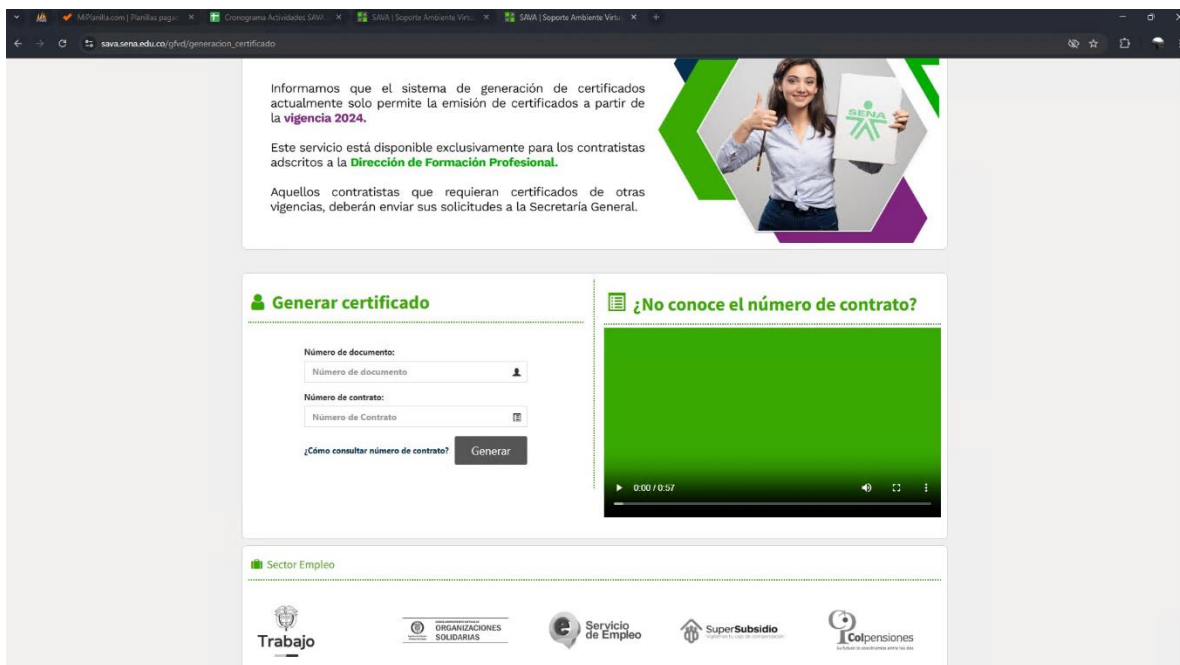 MiPlanilla.com | Planillas pagad
Cronograma Actividades SAVA
SAVA | Soporte Ambiente Virtu
SAVA | Soporte Ambiente Virtu
sava.sena.edu.co/gfvd/generacion_certificado
Informamos que el sistema de generación de certificados
actualmente solo permite la emisión de certificados a partir de
la vigencia 2024.
Este servicio está disponible exclusivamente para los contratistas
adscritos a la Dirección de Formación Profesional.
Aquellos contratistas que requieran certificados de otras
vigencias, deberán enviar sus solicitudes a la Secretaría General.
SENA
Generar certificado
Número de documento:
Número de documento
Número de contrato:
Número de Contrato
¿Cómo consultar número de contrato?
Generar
¿No conoce el número de contrato?
0:00 / 0:57
Sector Empleo
Trabajo
ORGANIZACIONES
SOLIDARIAS
Servicio
de Empleo
SuperSubsidio
Colpensiones